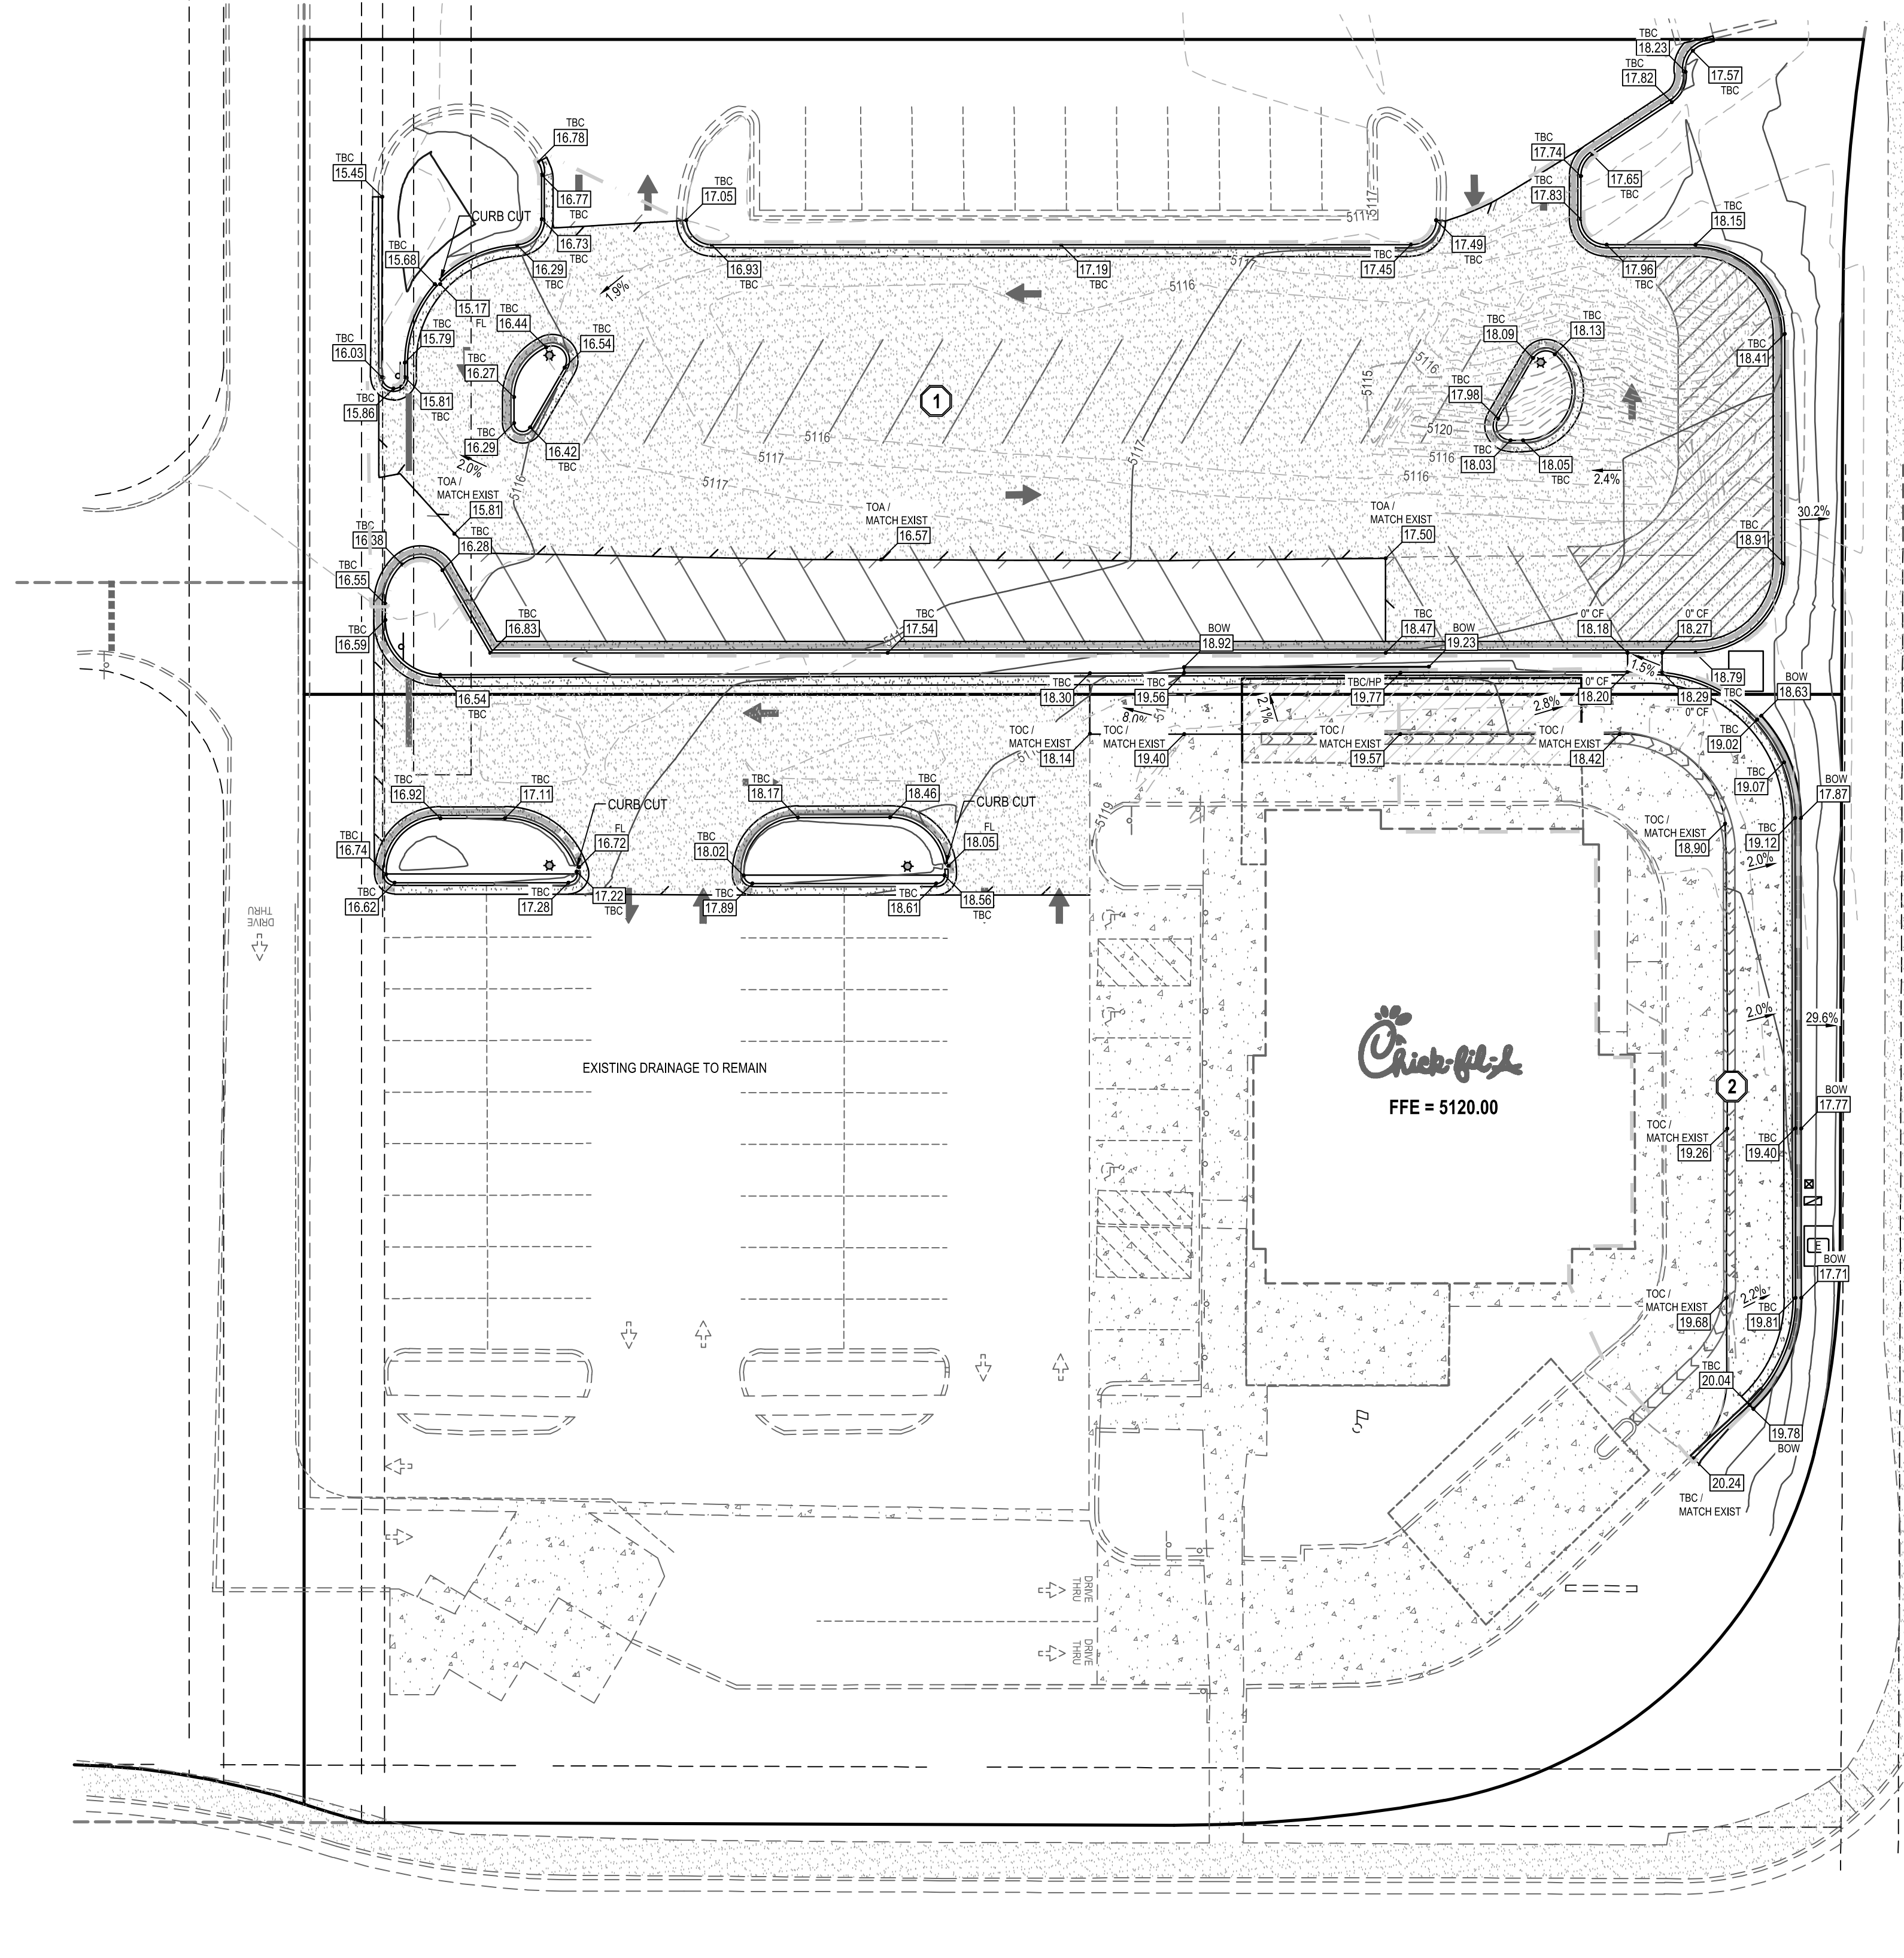 TBC
18.23
TBC
17.82
17.57
TBC
TBC
16.78
TBC
15.45
16.77
TBC
TBC
17.74
17.65
TBC
TBC
17.83
17.05
CURB CUT
16.73
TBC
18.15
17.49
TBC
5117
5117
TBC
15.68
16.29
TBC
16.93
TBC
17.19
TBC
TBC
17.45
17.96
TBC
1.9%
5116
15.17
FL
TBC
16.44
TBC
15.79
TBC
16.54
TBC
18.09
TBC
18.13
TBC
18.41
TBC
16.03
TBC
16.27
5116
5115
TBC
17.98
1
15.81
TBC
TBC
15.86
TBC
16.29
16.42
TBC
5116
5120
5117
5117
5116
5116
TBC
18.03
18.05
TBC
2.0%
5117
5116
2.4%
TOA /
MATCH EXIST
15.81
TOA /
MATCH EXIST
16.57
TOA /
MATCH EXIST
17.50
30.2%
TBC
16.38
TBC
16.28
TBC
18.91
TBC
16.55
TBC
16.59
TBC
16.83
TBC
17.54
BOW
18.92
TBC
18.47
BOW
19.23
0" CF
18.18
0" CF
18.27
1.5%
16.54
TBC
TBC
18.30
TBC
19.56
TBC/HP
19.77
0" CF
18.20
18.29
0" CF
18.79
TBC
BOW
18.63
8.0%
2.1%
2.8%
TOC /
MATCH EXIST
18.14
TOC /
MATCH EXIST
19.40
TOC /
MATCH EXIST
19.57
TOC /
MATCH EXIST
18.42
TBC
19.02
TBC
19.07
BOW
17.87
TBC
16.92
TBC
17.11
CURB CUT
TBC
18.17
TBC
18.46
CURB CUT
5119
TOC /
MATCH EXIST
18.90
TBC
19.12
2.0%
TBC
16.74
FL
16.72
TBC
18.02
FL
18.05
TBC
16.62
TBC
17.28
17.22
TBC
TBC
17.89
TBC
18.61
18.56
TBC
DRIVE
THRU
2.0%
29.6%
EXISTING DRAINAGE TO REMAIN
Chick-fil-A
FFE = 5120.00
2
BOW
17.77
TOC /
MATCH EXIST
19.26
TBC
19.40
E
BOW
17.71
TOC /
MATCH EXIST
19.68
2.2%
TBC
19.81
TBC
20.04
19.78
BOW
20.24
TBC /
MATCH EXIST
DRIVE
THRU
DRIVE
THRU